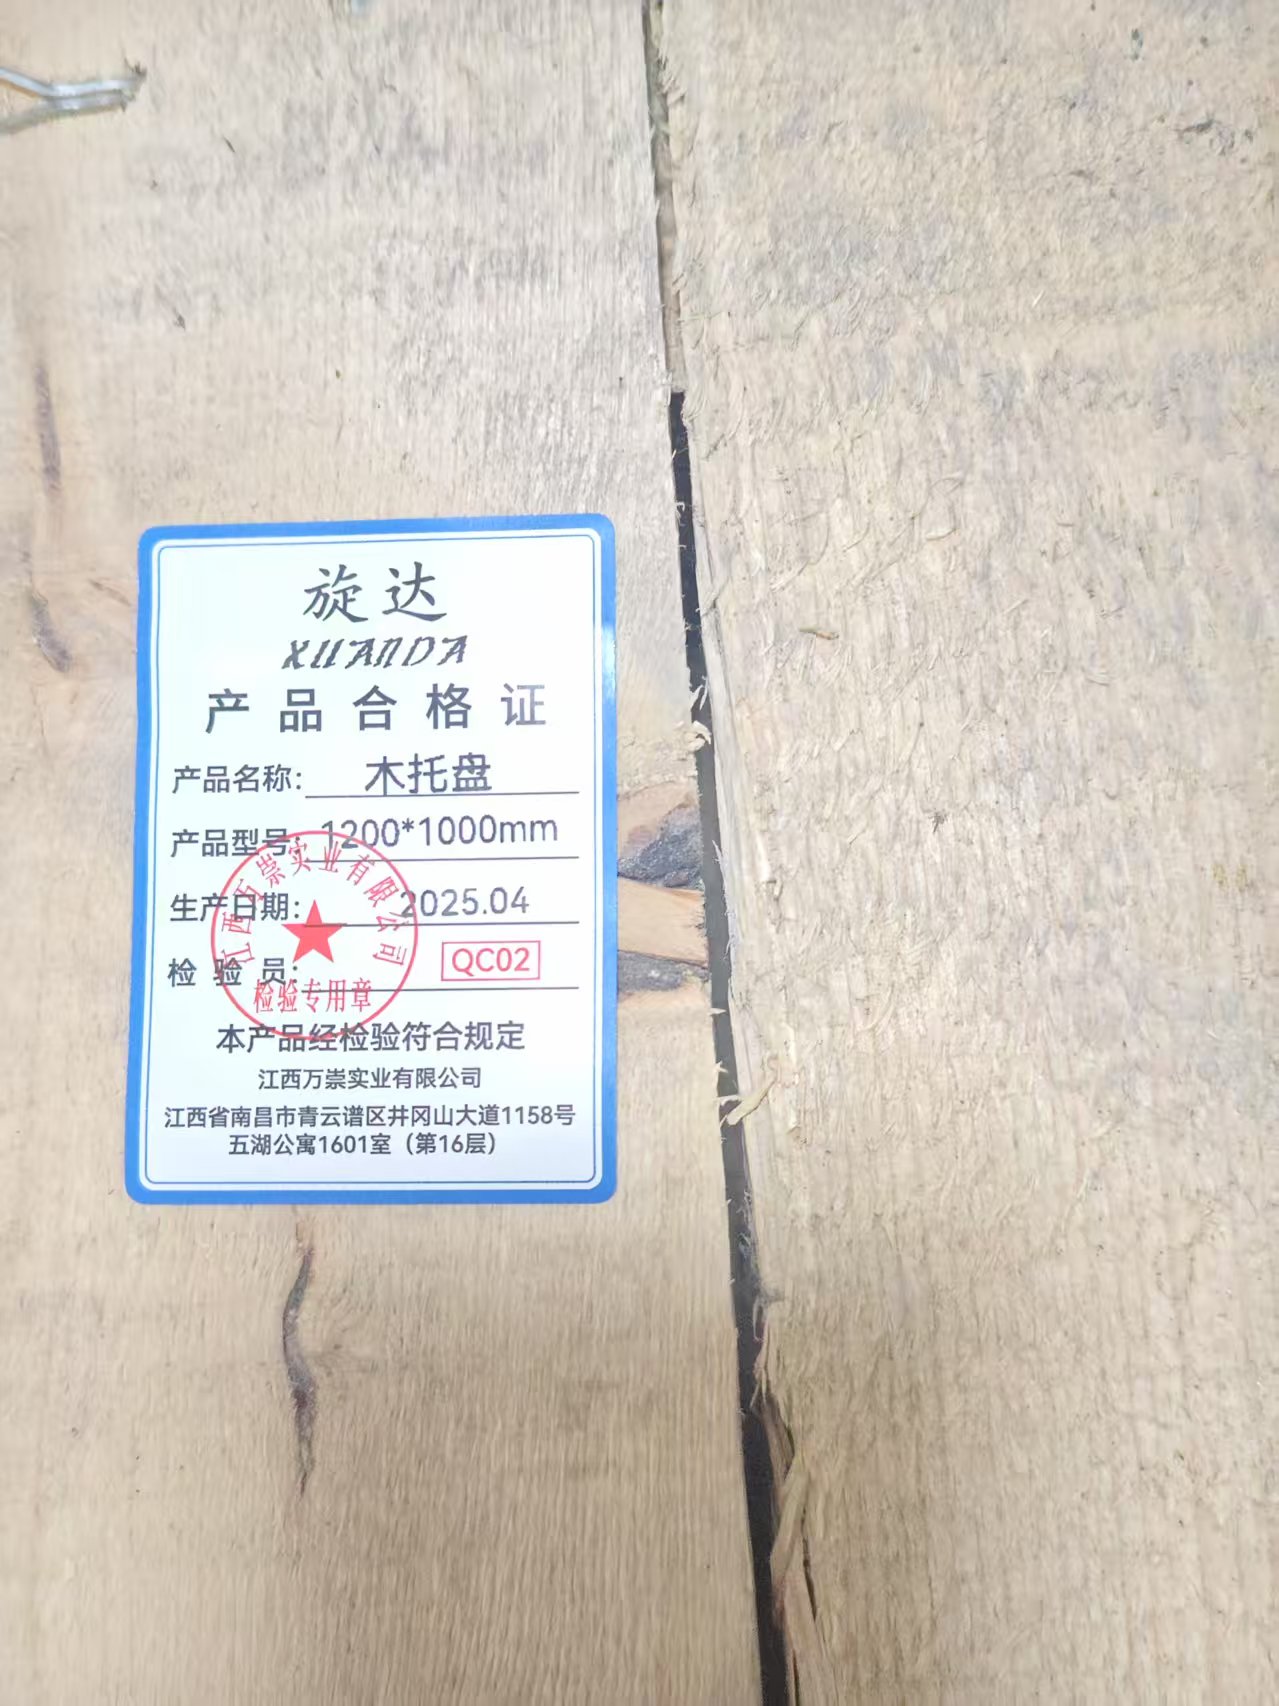 旋达
XUANDA
产品合格证
产品名称：木托盘
产品型号：1200*1000mm
生产日期：2025.04
检验员：QC02
江西万崇实业有限公司
检验专用章
本产品经检验符合规定
江西万崇实业有限公司
江西省南昌市青云谱区井冈山大道1158号
五湖公寓1601室（第16层）